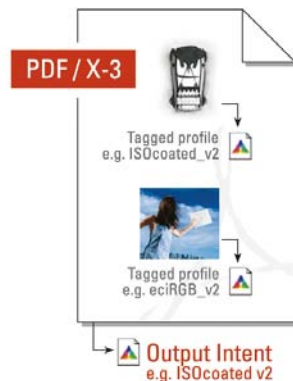 PDF/X-3
Tagged profile
e.g. ISOcoated_v2
Tagged profile
e.g. eciRGB_v2
Output Intent
e.g. ISOcoated v2